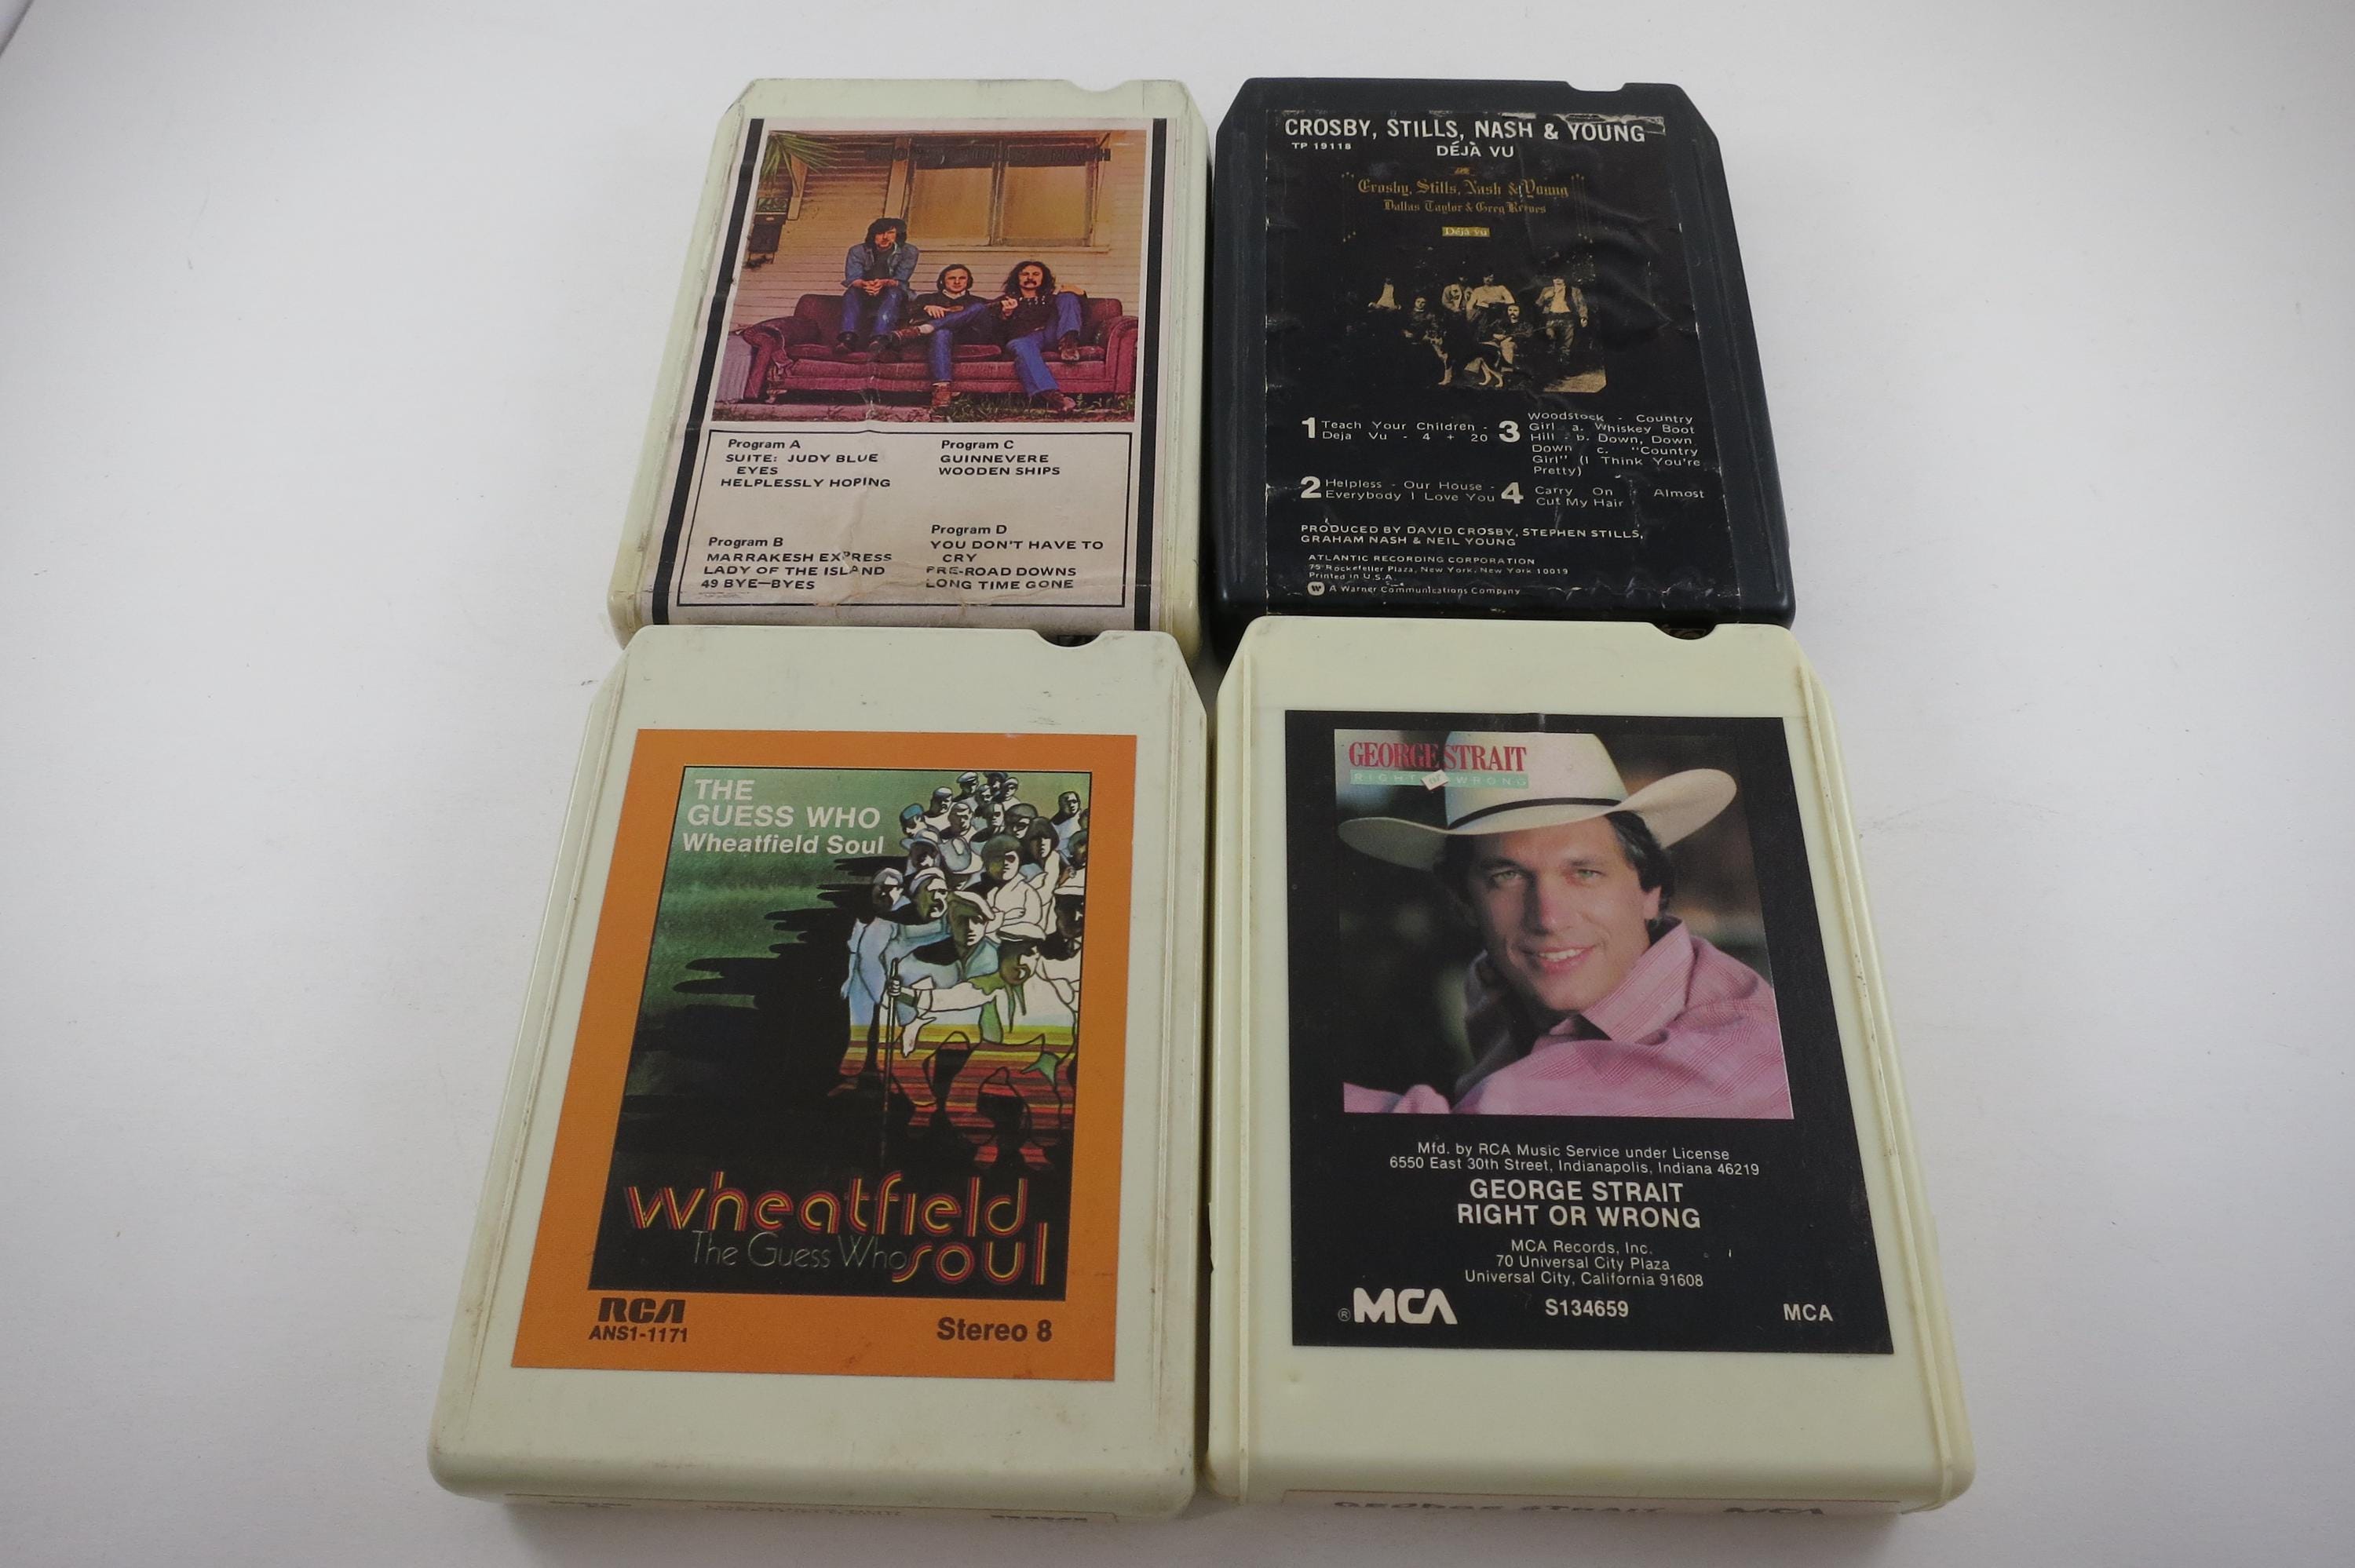 Program A
SUITE: JUDY BLUE
EYES
HELPLESSLY HOPING
Program B
MARRAKESH EXPRESS
LADY OF THE ISLAND
49 BYE—BYES
Program C
GUINNEVERE
WOODEN SHIPS
Program D
YOU DON'T HAVE TO
CRY
PRE-ROAD DOWNS
LONG TIME GONE
CROSBY, STILLS, NASH & YOUNG
TP 19118
DÉJÀ VU
Crosby, Stills, Nash & Young
Dallas Taylor & Greg Reeves
Déjà vu
1 Teach Your Children -
Deja Vu - 4 + 20
2 Helpless - Our House -
Everybody I Love You
3 Woodstock - Country
Girl a. Whiskey Boot
Hill - b. Down, Down
Down c. "Country
Girl" (I Think You're
Pretty)
4 Carry On - Almost
Cut My Hair
PRODUCED BY DAVID CROSBY, STEPHEN STILLS,
GRAHAM NASH & NEIL YOUNG
ATLANTIC RECORDING CORPORATION
75 Rockefeller Plaza, New York, New York 10019
Printed in U.S.A.
A Warner Communications Company
THE
GUESS WHO
Wheatfield Soul
wheatfield
The Guess Who soul
RCA
ANS1-1171
Stereo 8
GEORGE STRAIT
RIGHT or WRONG
Mfd. by RCA Music Service under License
6550 East 30th Street, Indianapolis, Indiana 46219
GEORGE STRAIT
RIGHT OR WRONG
MCA Records, Inc.
70 Universal City Plaza
Universal City, California 91608
®MCA
S134659
MCA
GEORGE STRAIT
MCA